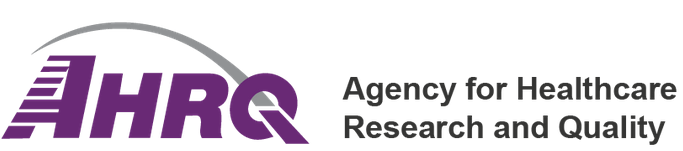 AHRQ
Agency for Healthcare
Research and Quality